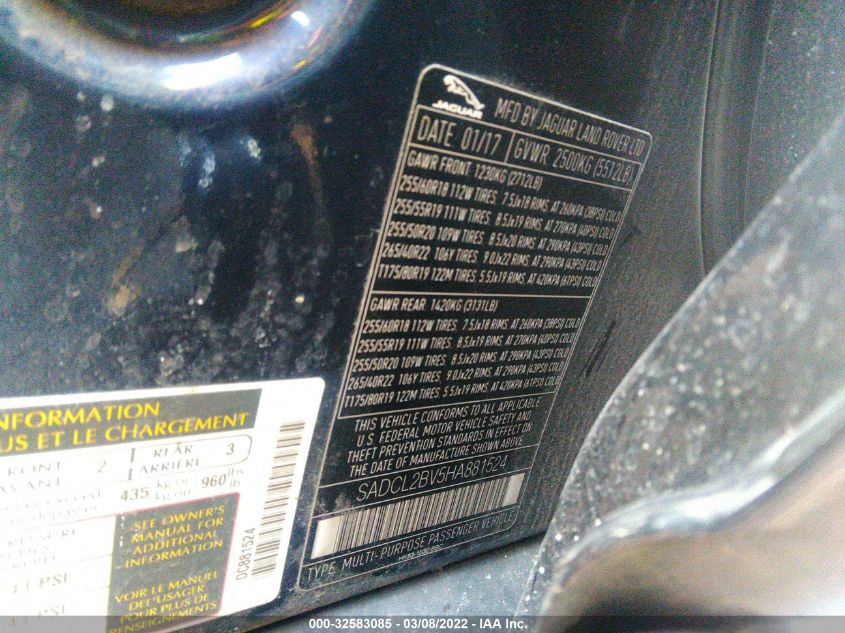 JAGUAR
MFD BY JAGUAR LAND ROVER LTD
DATE 01/17 GVWR 2500KG (5512LB)
GAWR FRONT 1230KG (2712LB)
255/60R18 112W TIRES, 7.5Jx18 RIMS, AT 260KPA (38PSI) COLD
255/55R19 111W TIRES, 8.5Jx19 RIMS, AT 270KPA (40PSI) COLD
255/50R20 109W TIRES, 8.5Jx20 RIMS, AT 290KPA (43PSI) COLD
265/40R22 106Y TIRES, 9.0Jx22 RIMS, AT 290KPA (43PSI) COLD
T175/80R19 122M TIRES, 5.5Jx19 RIMS, AT 420KPA (61PSI) COLD
GAWR REAR 1420KG (3131LB)
255/60R18 112W TIRES, 7.5Jx18 RIMS, AT 260KPA (38PSI) COLD
255/55R19 111W TIRES, 8.5Jx19 RIMS, AT 270KPA (40PSI) COLD
255/50R20 109W TIRES, 8.5Jx20 RIMS, AT 290KPA (43PSI) COLD
265/40R22 106Y TIRES, 9.0Jx22 RIMS, AT 290KPA (43PSI) COLD
T175/80R19 122M TIRES, 5.5Jx19 RIMS, AT 420KPA (61PSI) COLD
THIS VEHICLE CONFORMS TO ALL APPLICABLE
U.S. FEDERAL MOTOR VEHICLE SAFETY AND
THEFT PREVENTION STANDARDS IN EFFECT ON
THE DATE OF MANUFACTURE SHOWN ABOVE.
SADCL2BV5HA881524
TYPE: MULTI-PURPOSE PASSENGER VEHICLE
INFORMATION
US ET LE CHARGEMENT
FRONT 2 REAR 3
AVANT ARRIÈRE
exceed 435 kg or 960 lbs
kg ou lb
SEE OWNER'S
MANUAL FOR
ADDITIONAL
INFORMATION
VOIR LE MANUEL
DE L'USAGER
POUR PLUS DE
RENSEIGNEMENTS
PSI
PSI
DC881524
000-32583085 - 03/08/2022 - IAA Inc.